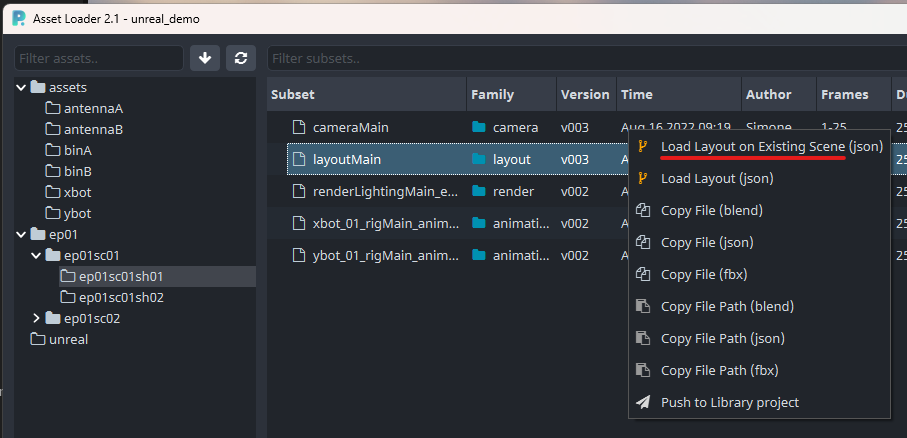 Asset Loader 2.1 - unreal_demo
Filter assets..
Filter subsets..
assets
antennaA
antennaB
binA
binB
xbot
ybot
ep01
ep01sc01
ep01sc01sh01
ep01sc01sh02
ep01sc02
unreal
Subset Family Version Time Author Frames
cameraMain camera v003 Aug 16 2022 09:19 Simone 1-25 25
layoutMain layout v003
renderLightingMain_e... render v002
xbot_01_rigMain_anim... animati... v002
ybot_01_rigMain_anim... animati... v002
Load Layout on Existing Scene (json)
Load Layout (json)
Copy File (blend)
Copy File (json)
Copy File (fbx)
Copy File Path (blend)
Copy File Path (json)
Copy File Path (fbx)
Push to Library project